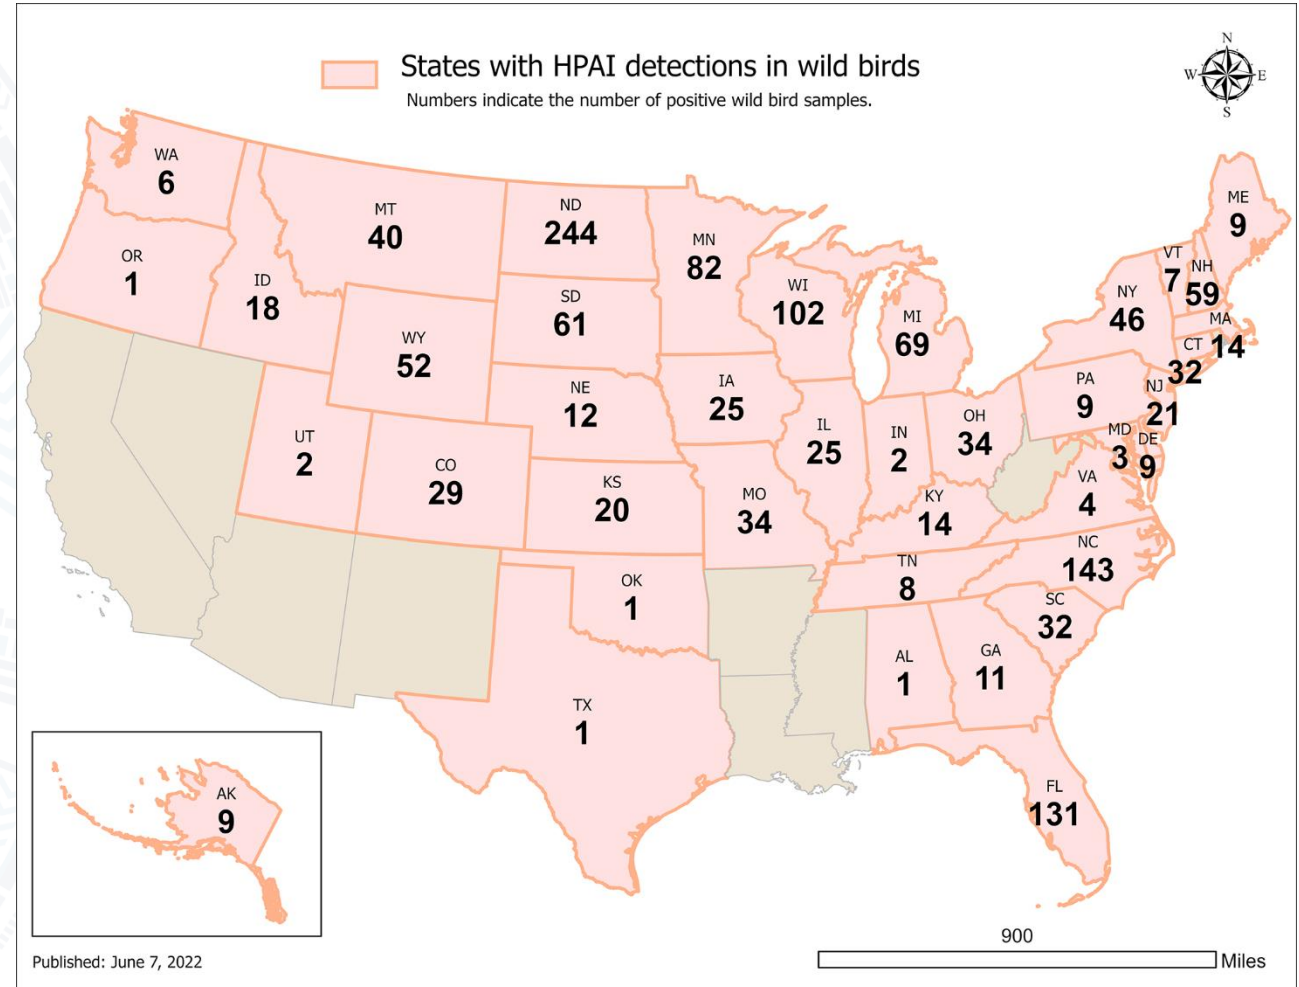 States with HPAI detections in wild birds
Numbers indicate the number of positive wild bird samples.
N
W
E
S
WA
6
MT
40
ND
244
MN
82
ME
9
OR
1
ID
18
WY
52
SD
61
WI
102
MI
69
NY
46
VT
7
NH
59
MA
14
CT
32
NE
12
IA
25
PA
9
NJ
21
UT
2
CO
29
KS
20
MO
34
IL
25
IN
2
OH
34
MD
3
DE
9
KY
14
VA
4
OK
1
TN
8
NC
143
SC
32
TX
1
AL
1
GA
11
FL
131
AK
9
Published: June 7, 2022
900
Miles